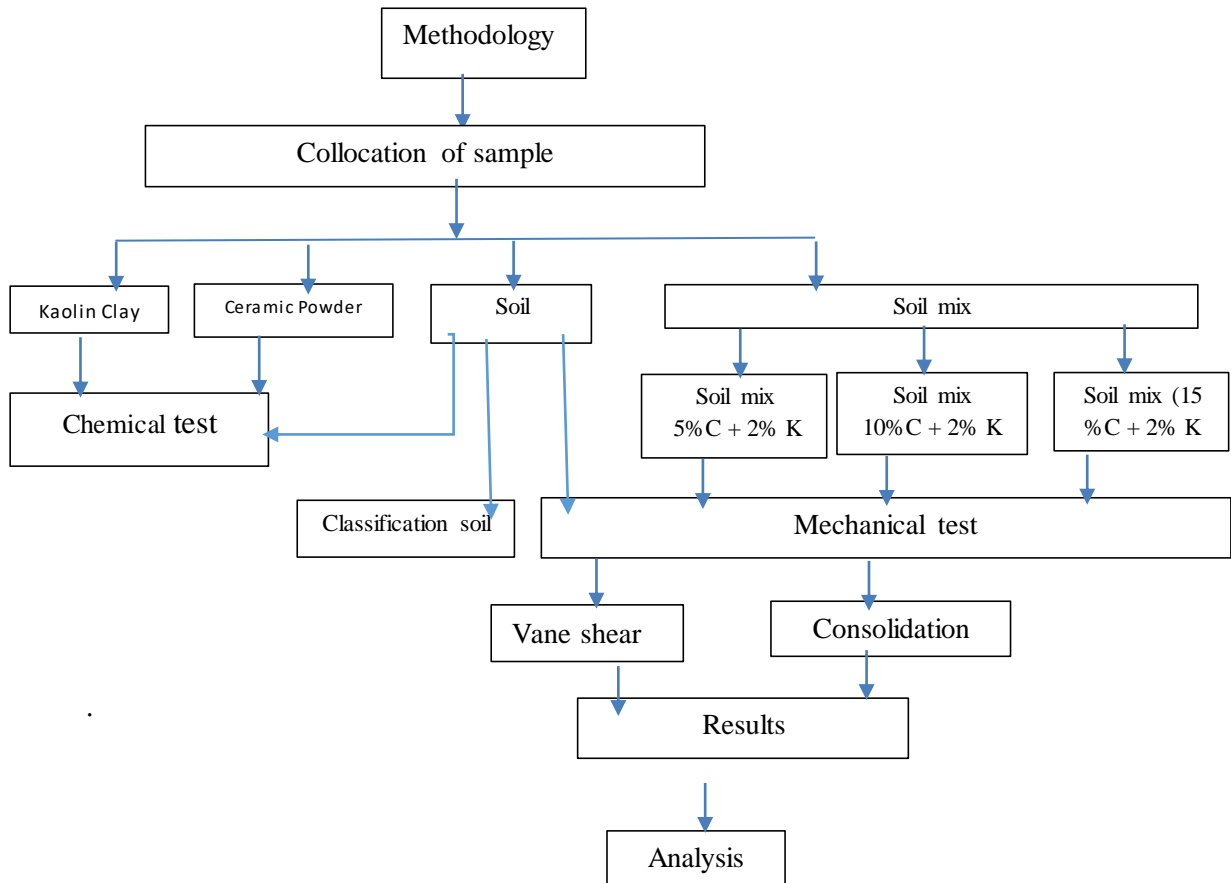 Methodology
Collocation of sample
Kaolin Clay
Ceramic Powder
Soil
Soil mix
Chemical test
Soil mix
5%C + 2% K
Soil mix
10%C + 2% K
Soil mix (15
%C + 2% K
Classification soil
Mechanical test
Vane shear
Consolidation
.
Results
Analysis